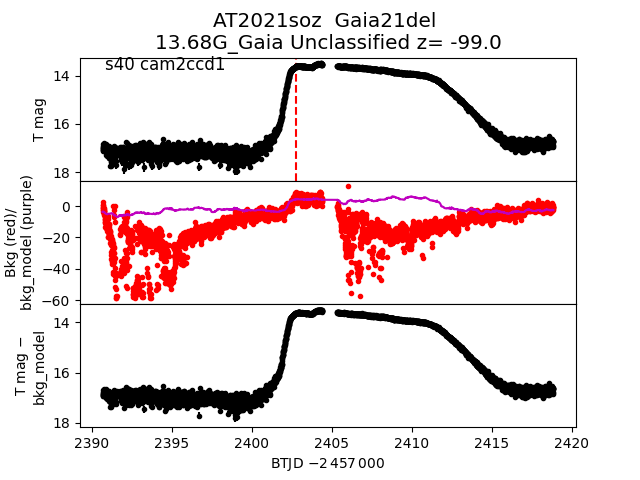 AT2021soz  Gaia21del
13.68G_Gaia Unclassified z= -99.0
s40 cam2ccd1
T mag
14
16
18
Bkg (red)/
bkg_model (purple)
0
−20
−40
−60
T mag −
bkg_model
14
16
18
2390 2395 2400 2405 2410 2415 2420
BTJD −2 457 000